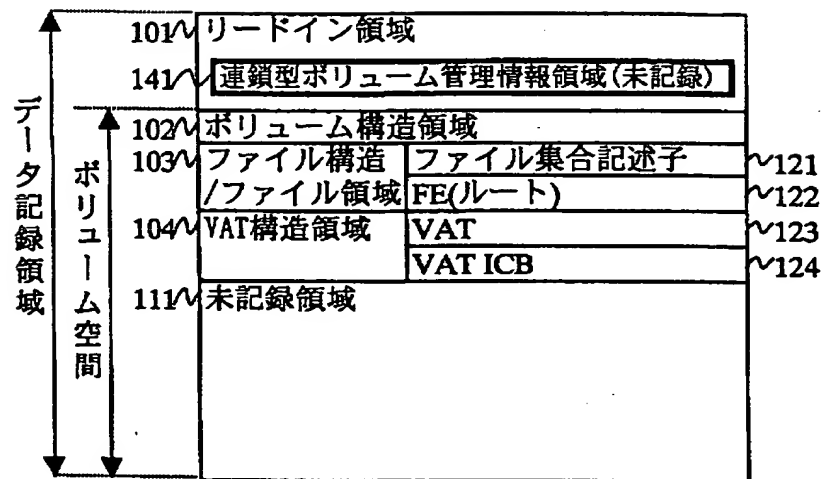 データ記録領域
ボリューム空間
101 リードイン領域
141 連鎖型ボリューム管理情報領域(未記録)
102 ボリューム構造領域
103 ファイル構造 ファイル集合記述子 121
/ファイル領域 FE(ルート) 122
104 VAT構造領域 VAT 123
VAT ICB 124
111 未記録領域